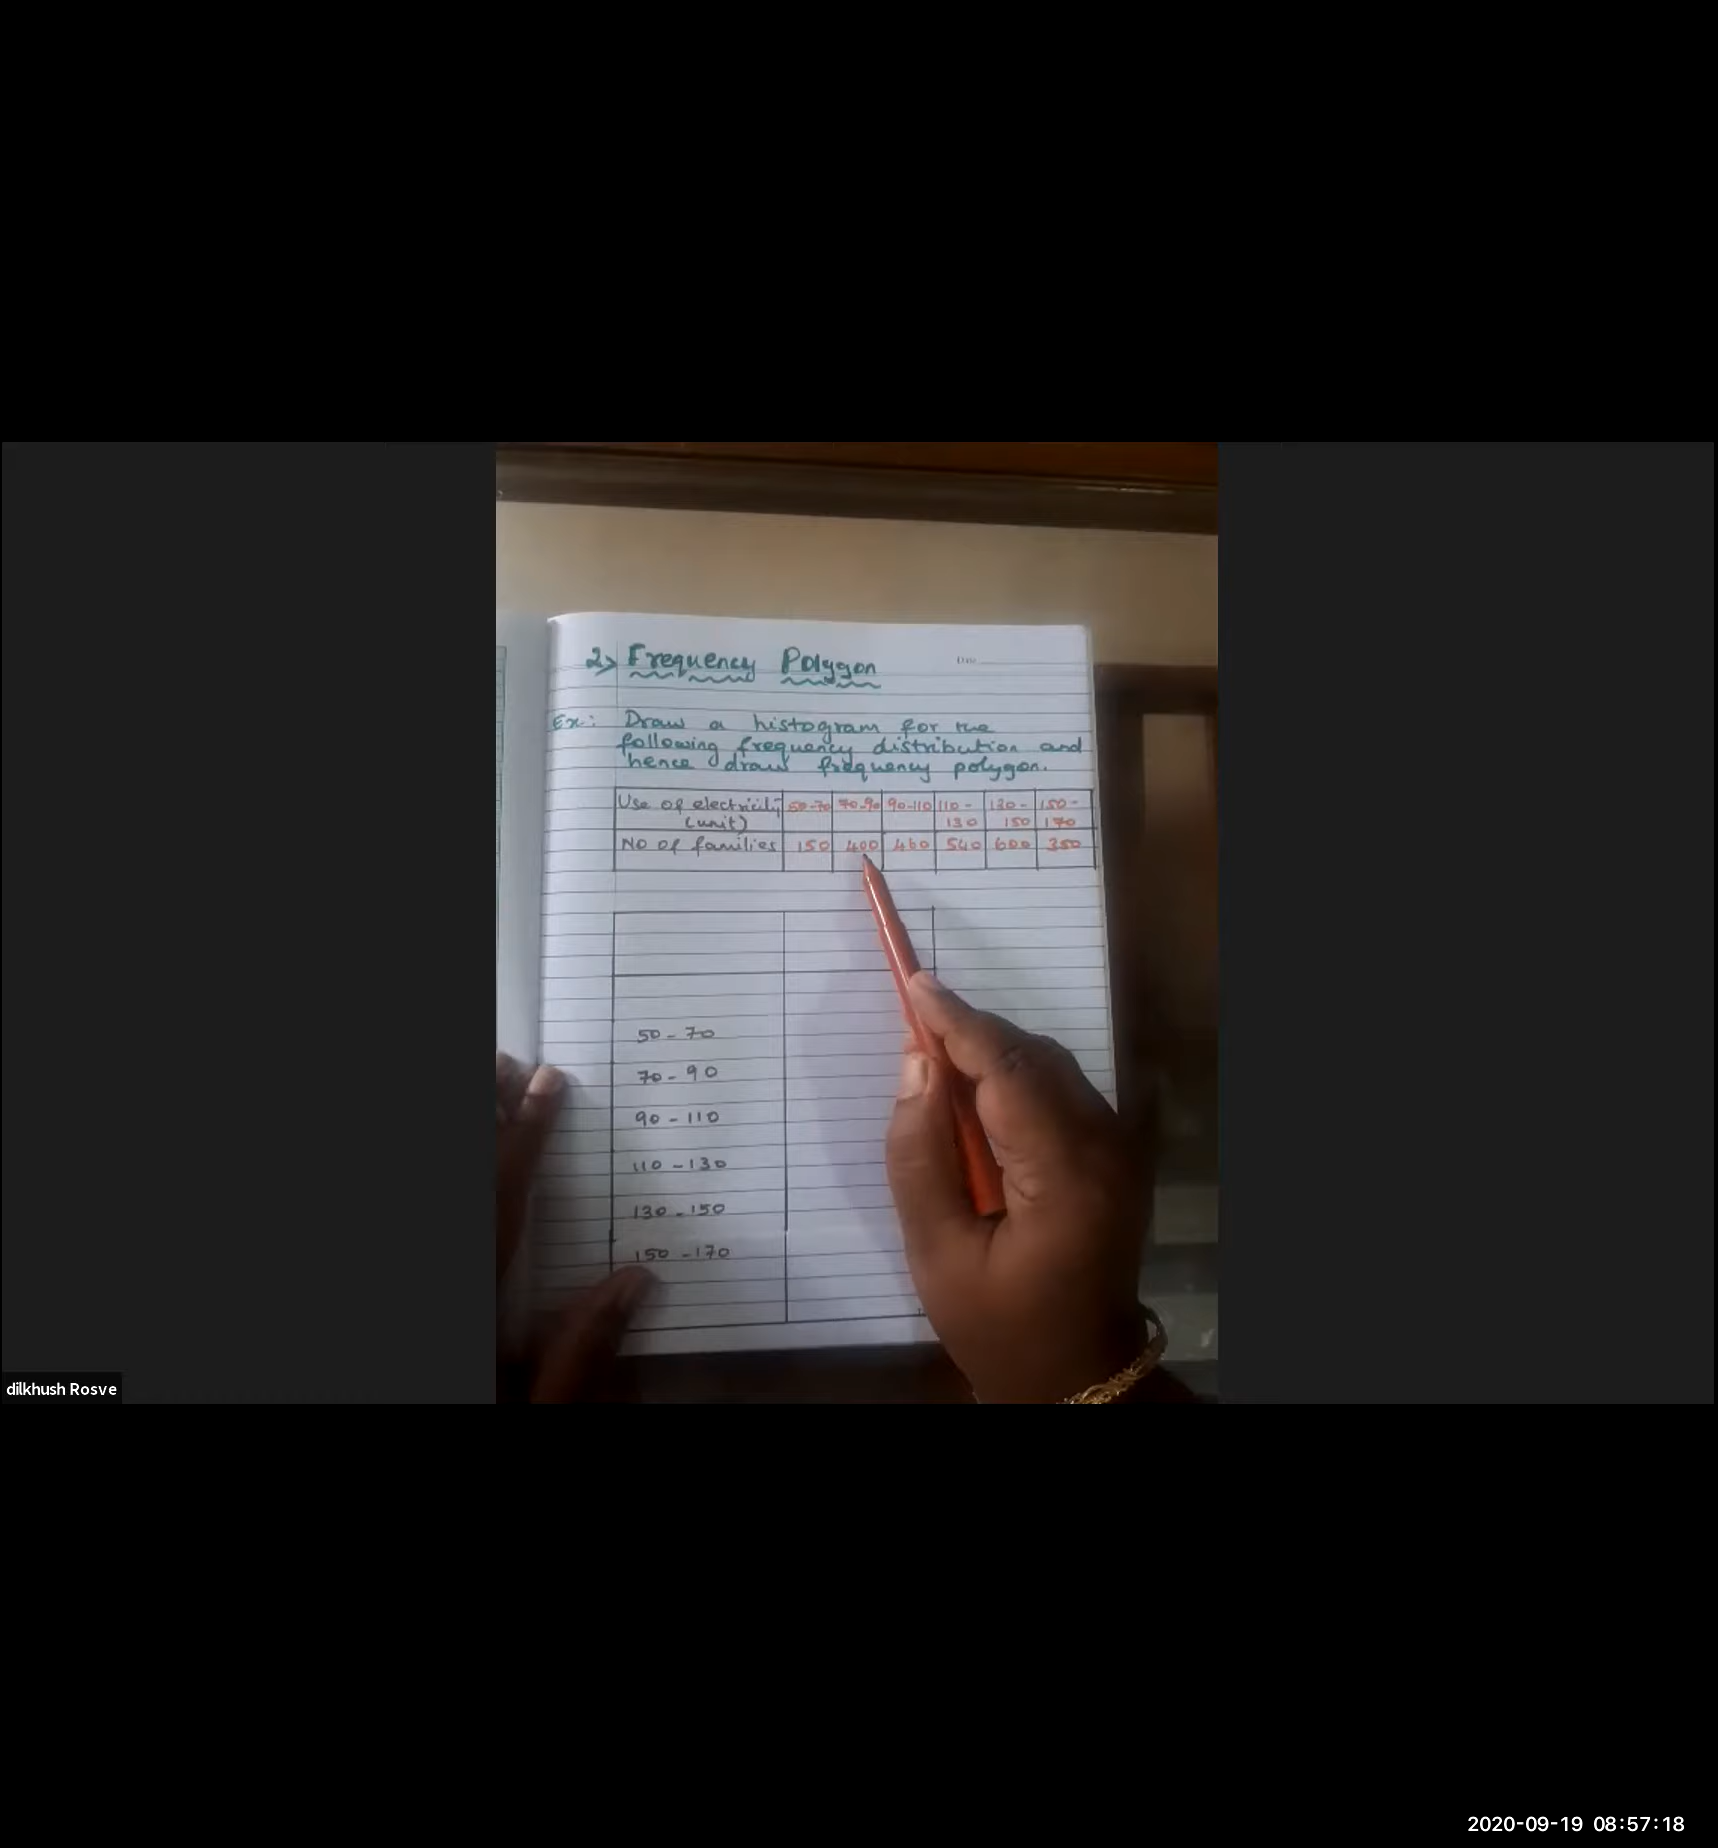 2> Frequency Polygon
Date
Ex: Draw a histogram for the
following frequency distribution and
hence draw frequency polygon.
Use of electricity 50-70 70-90 90-110 110- 130- 150-
(unit) 130 150 170
No of families 150 400 460 540 600 350
50 - 70
70 - 90
90 - 110
110 - 130
130 - 150
150 - 170
dilkhush Rosve
2020-09-19 08:57:18